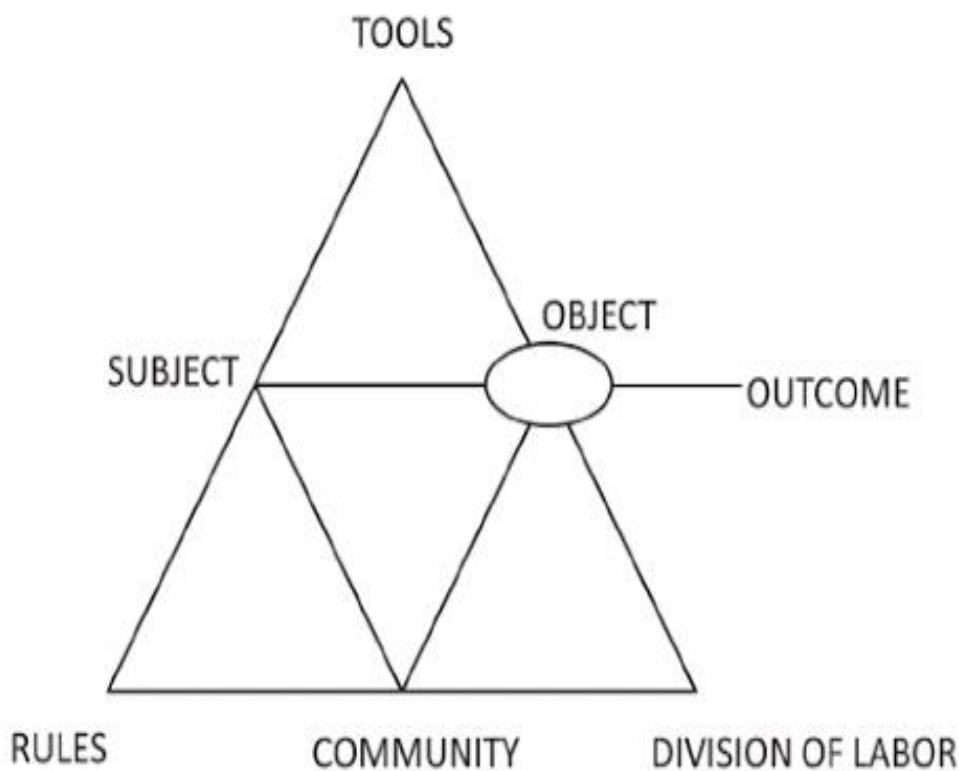 TOOLS
OBJECT
SUBJECT
OUTCOME
RULES
COMMUNITY
DIVISION OF LABOR